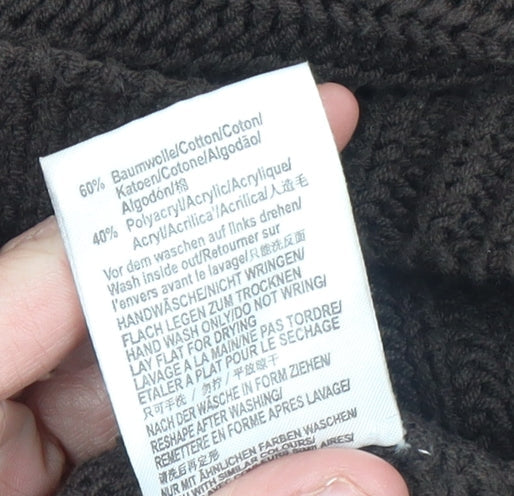 60% Baumwolle/Cotton/Coton/
Katoen/Cotone/Algodão/
Algodón/棉
40% Polyacryl/Acrylic/Acrylique/
Acryl/Acrilica/Acrílica/人造毛
Vor dem waschen auf links drehen/
Wash inside out/Retourner sur
l'envers avant le lavage/只能洗反面
HANDWÄSCHE/NICHT WRINGEN/
FLACH LEGEN ZUM TROCKNEN
HAND WASH ONLY/DO NOT WRING/
LAY FLAT FOR DRYING
LAVAGE A LA MAIN/NE PAS TORDRE/
ETALER A PLAT POUR LE SECHAGE
只可手洗 / 勿拧 / 平放晾干
NACH DER WÄSCHE IN FORM ZIEHEN/
RESHAPE AFTER WASHING/
REMETTERE EN FORME APRES LAVAGE/
请洗后再定形
NUR MIT ÄHNLICHEN FARBEN WASCHEN/
WITH SIMILAR COLOURS/
SIMILAIRES/